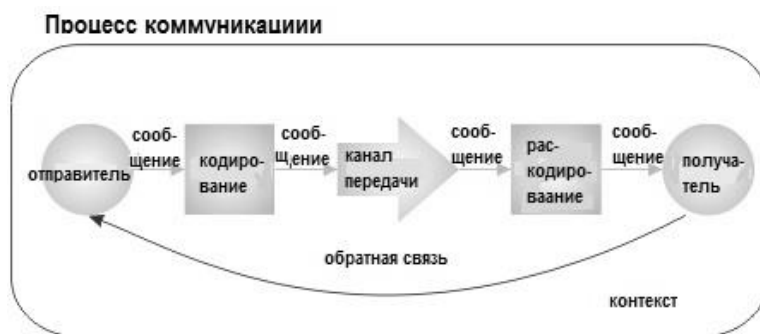 Процесс коммуникациии
сооб-
щение
сооб-
щение
сооб-
щение
сооб-
щение
отправитель
кодиро-
вание
канал
передачи
рас-
кодиро-
ваание
получа-
тель
обратная связь
контекст